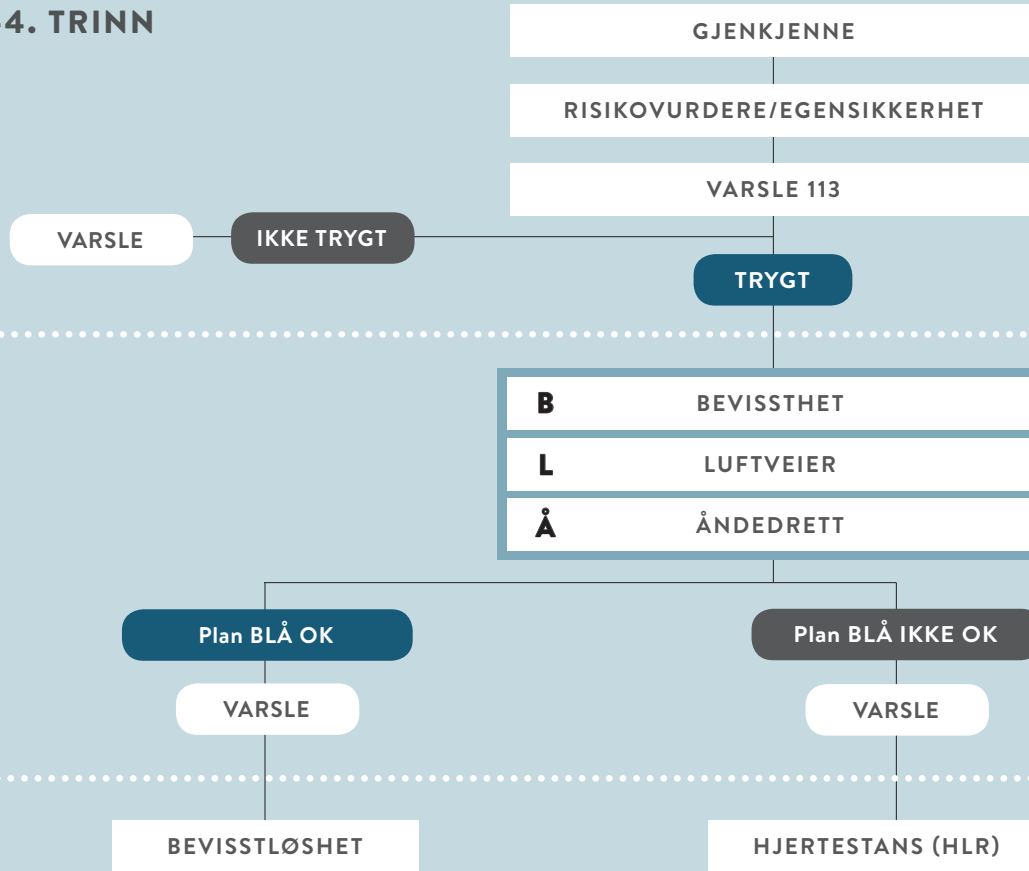 4. TRINN
GJENKJENNE
RISIKOVURDERE/EGENSIKKERHET
VARSLE 113
VARSLE
IKKE TRYGT
TRYGT
B BEVISSTHET
L LUFTVEIER
Å ÅNDEDRETT
Plan BLÅ OK
Plan BLÅ IKKE OK
VARSLE
VARSLE
BEVISSTLØSHET
HJERTESTANS (HLR)